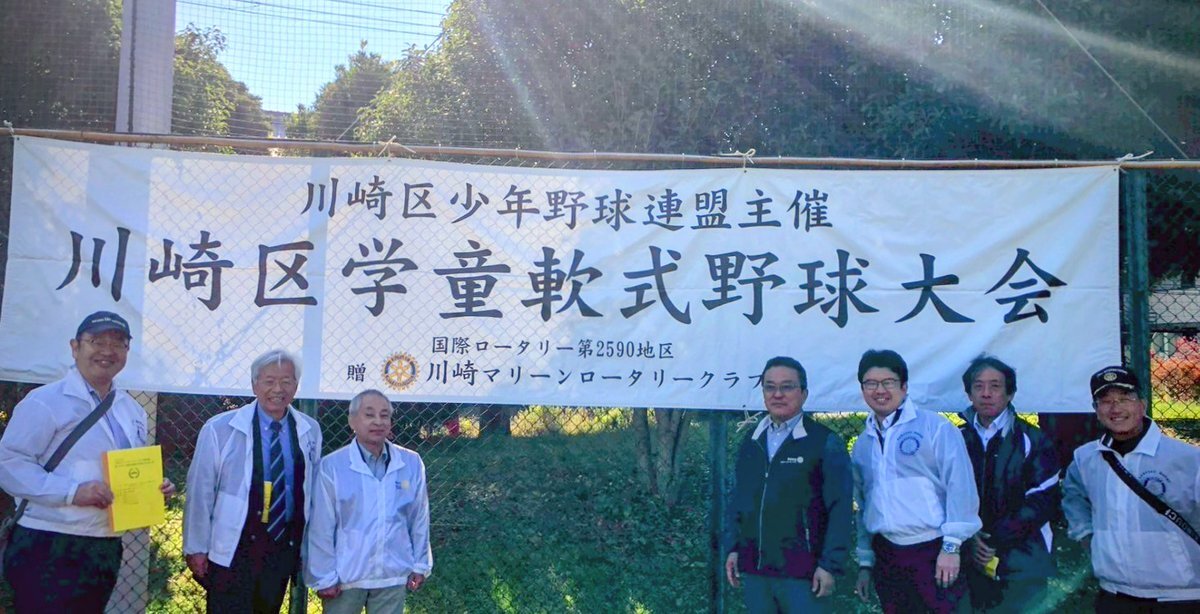 川崎区少年野球連盟主催
川崎区学童軟式野球大会
国際ロータリー第2590地区
贈 川崎マリーンロータリークラブ